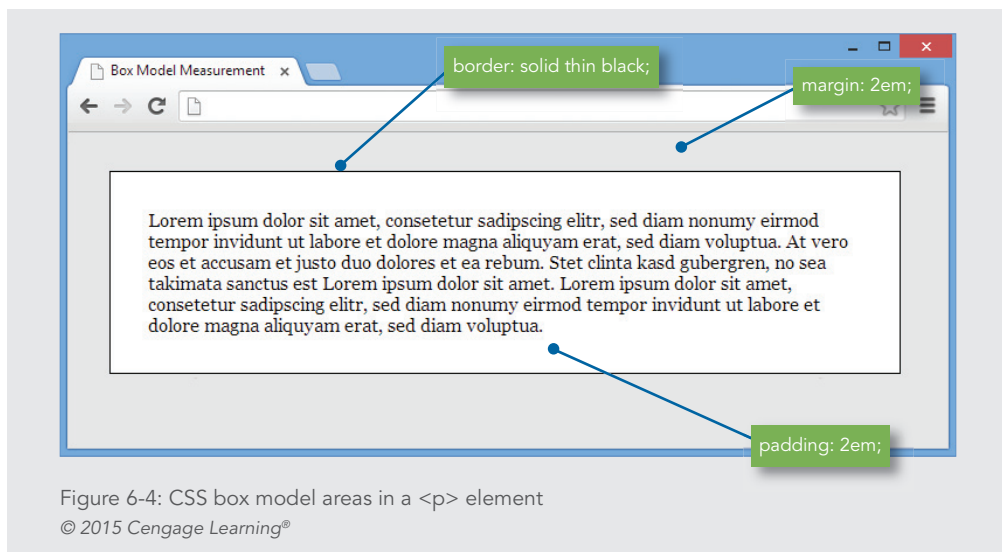 Box Model Measurement x
border: solid thin black;
margin: 2em;
Lorem ipsum dolor sit amet, consetetur sadipscing elitr, sed diam nonumy eirmod
tempor invidunt ut labore et dolore magna aliquyam erat, sed diam voluptua. At vero
eos et accusam et justo duo dolores et ea rebum. Stet clinta kasd gubergren, no sea
takimata sanctus est Lorem ipsum dolor sit amet. Lorem ipsum dolor sit amet,
consetetur sadipscing elitr, sed diam nonumy eirmod tempor invidunt ut labore et
dolore magna aliquyam erat, sed diam voluptua.
padding: 2em;
Figure 6-4: CSS box model areas in a <p> element
© 2015 Cengage Learning®